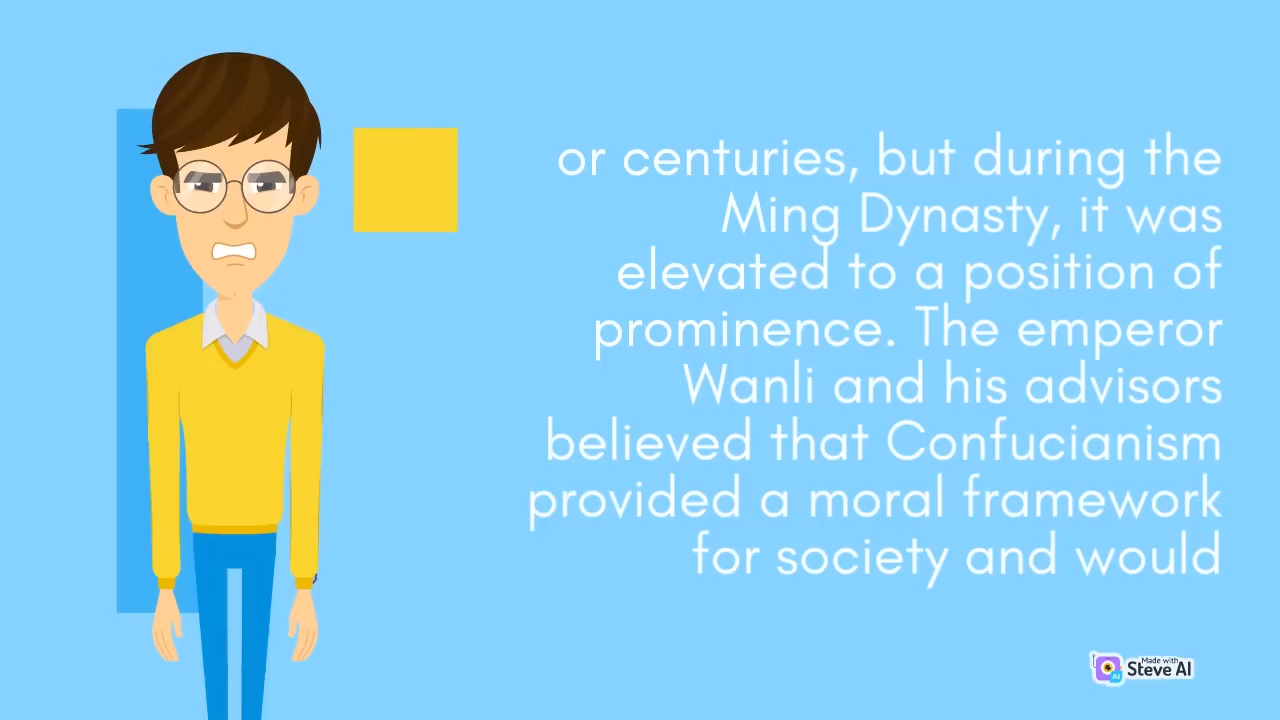 or centuries, but during the
Ming Dynasty, it was
elevated to a position of
prominence. The emperor
Wanli and his advisors
believed that Confucianism
provided a moral framework
for society and would
Made with
Steve AI
AI